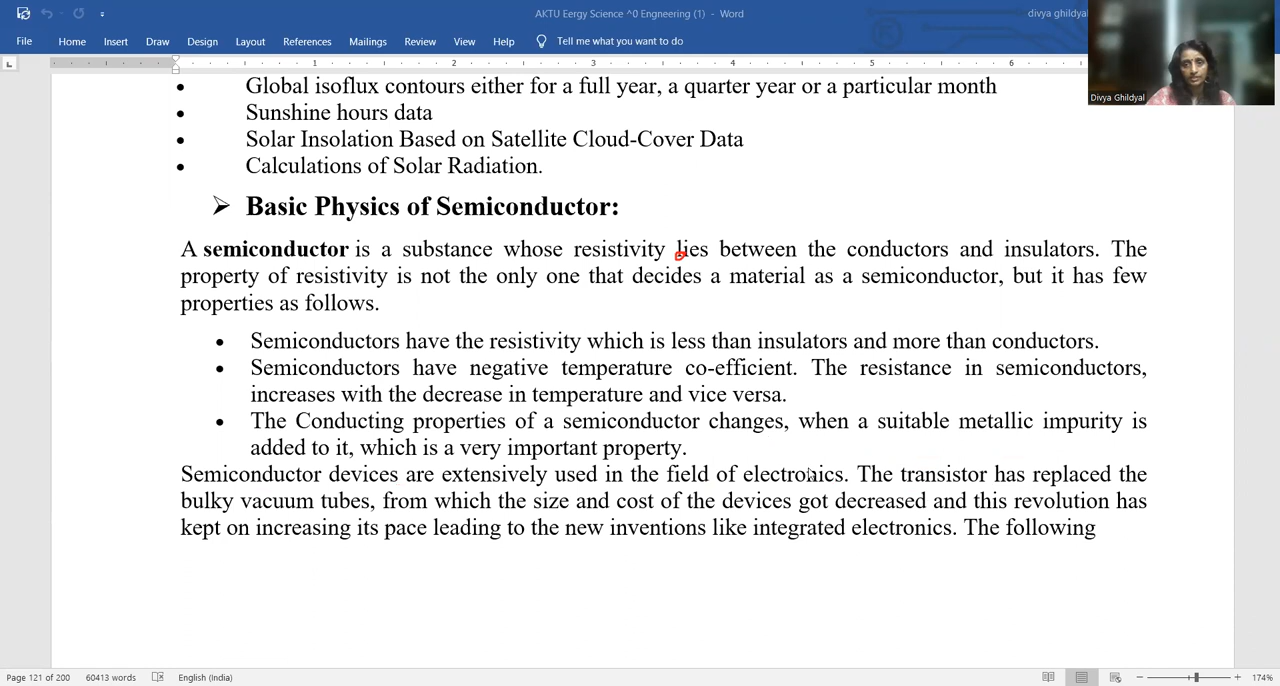 AKTU Eergy Science ^0 Engneering (1) - Word
divya ghildyal
File Home Insert Draw Design Layout References Mailings Review View Help Tell me what you want to do
1 2 3 4 5 6
Divya Ghildyal
• Global isoflux contours either for a full year, a quarter year or a particular month
• Sunshine hours data
• Solar Insolation Based on Satellite Cloud-Cover Data
• Calculations of Solar Radiation.
➢ Basic Physics of Semiconductor:
A semiconductor is a substance whose resistivity lies between the conductors and insulators. The
property of resistivity is not the only one that decides a material as a semiconductor, but it has few
properties as follows.
• Semiconductors have the resistivity which is less than insulators and more than conductors.
• Semiconductors have negative temperature co-efficient. The resistance in semiconductors,
increases with the decrease in temperature and vice versa.
• The Conducting properties of a semiconductor changes, when a suitable metallic impurity is
added to it, which is a very important property.
Semiconductor devices are extensively used in the field of electronics. The transistor has replaced the
bulky vacuum tubes, from which the size and cost of the devices got decreased and this revolution has
kept on increasing its pace leading to the new inventions like integrated electronics. The following
Page 121 of 200 60413 words English (India) 174%